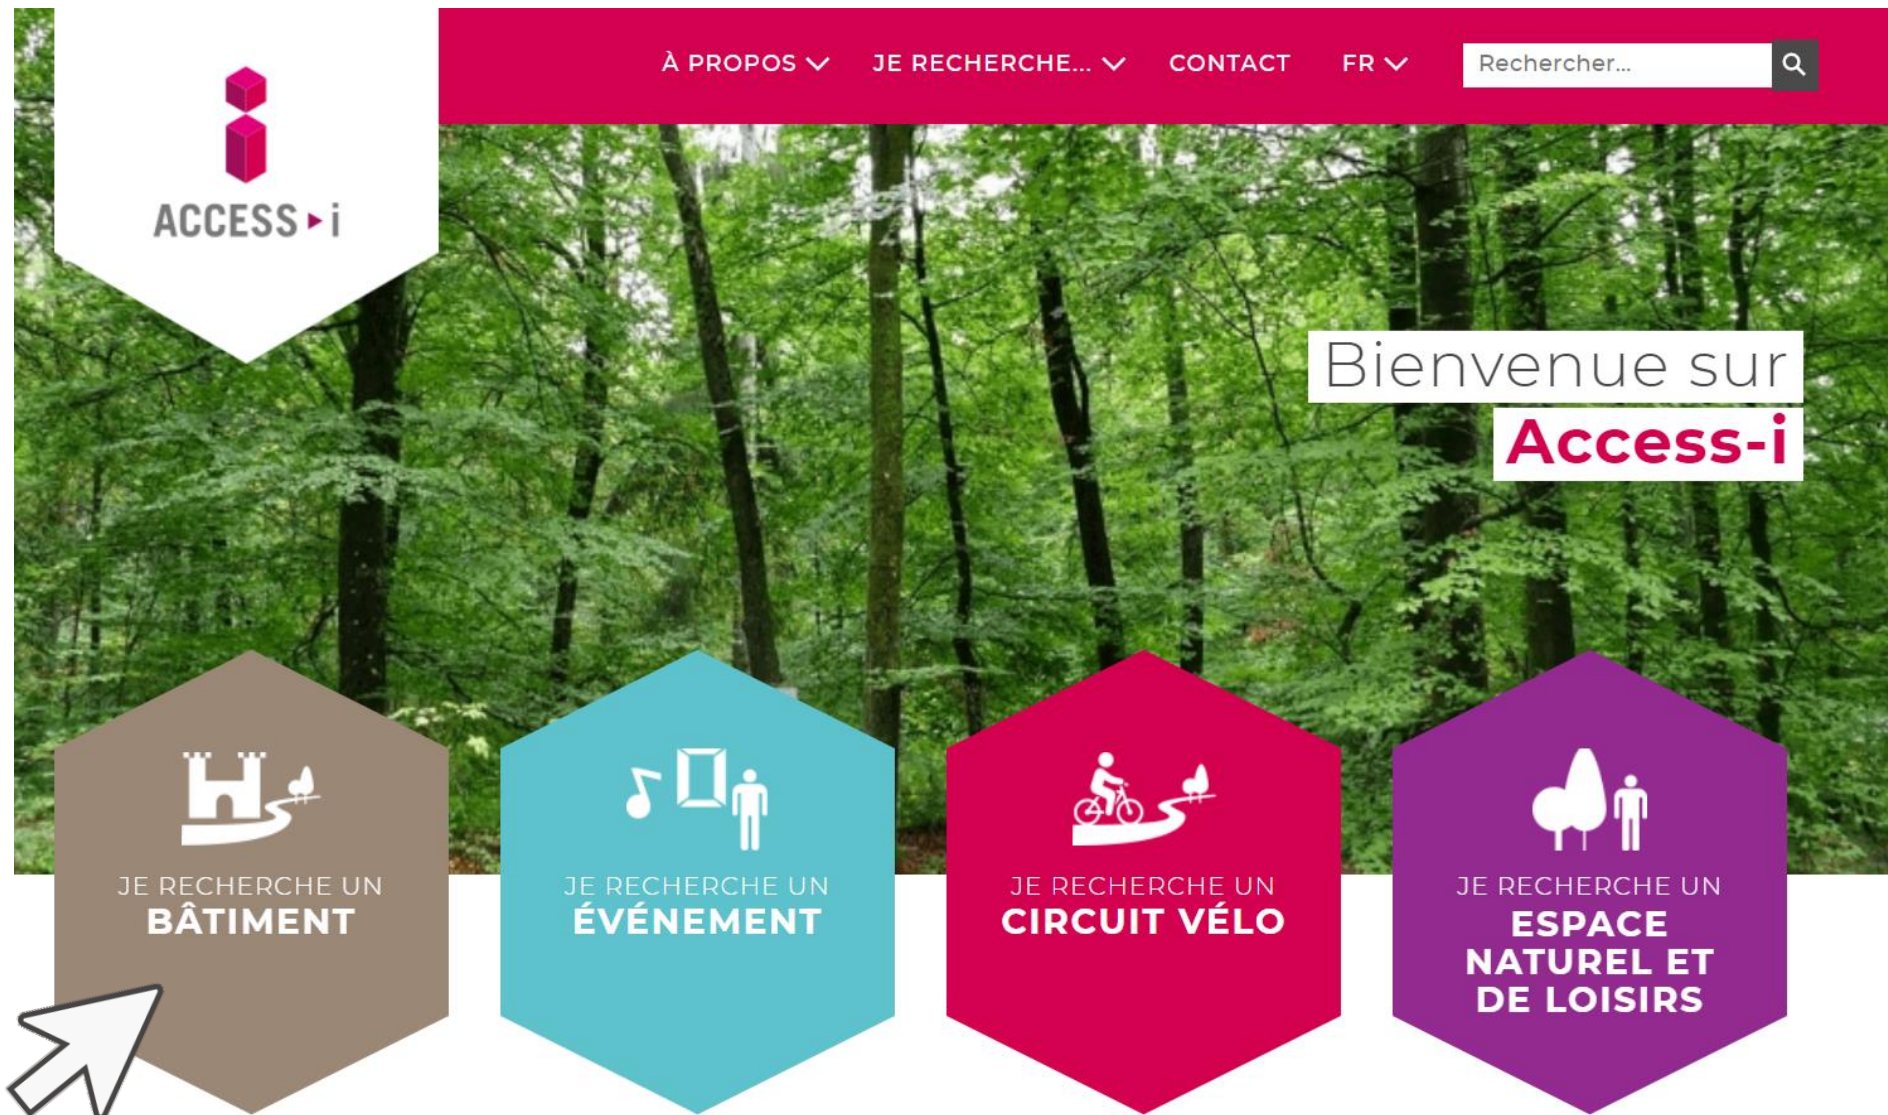 ACCESS ▸ i
À PROPOS
JE RECHERCHE...
CONTACT
FR
Rechercher...
Bienvenue sur
Access-i
JE RECHERCHE UN
BÂTIMENT
JE RECHERCHE UN
ÉVÉNEMENT
JE RECHERCHE UN
CIRCUIT VÉLO
JE RECHERCHE UN
ESPACE
NATUREL ET
DE LOISIRS